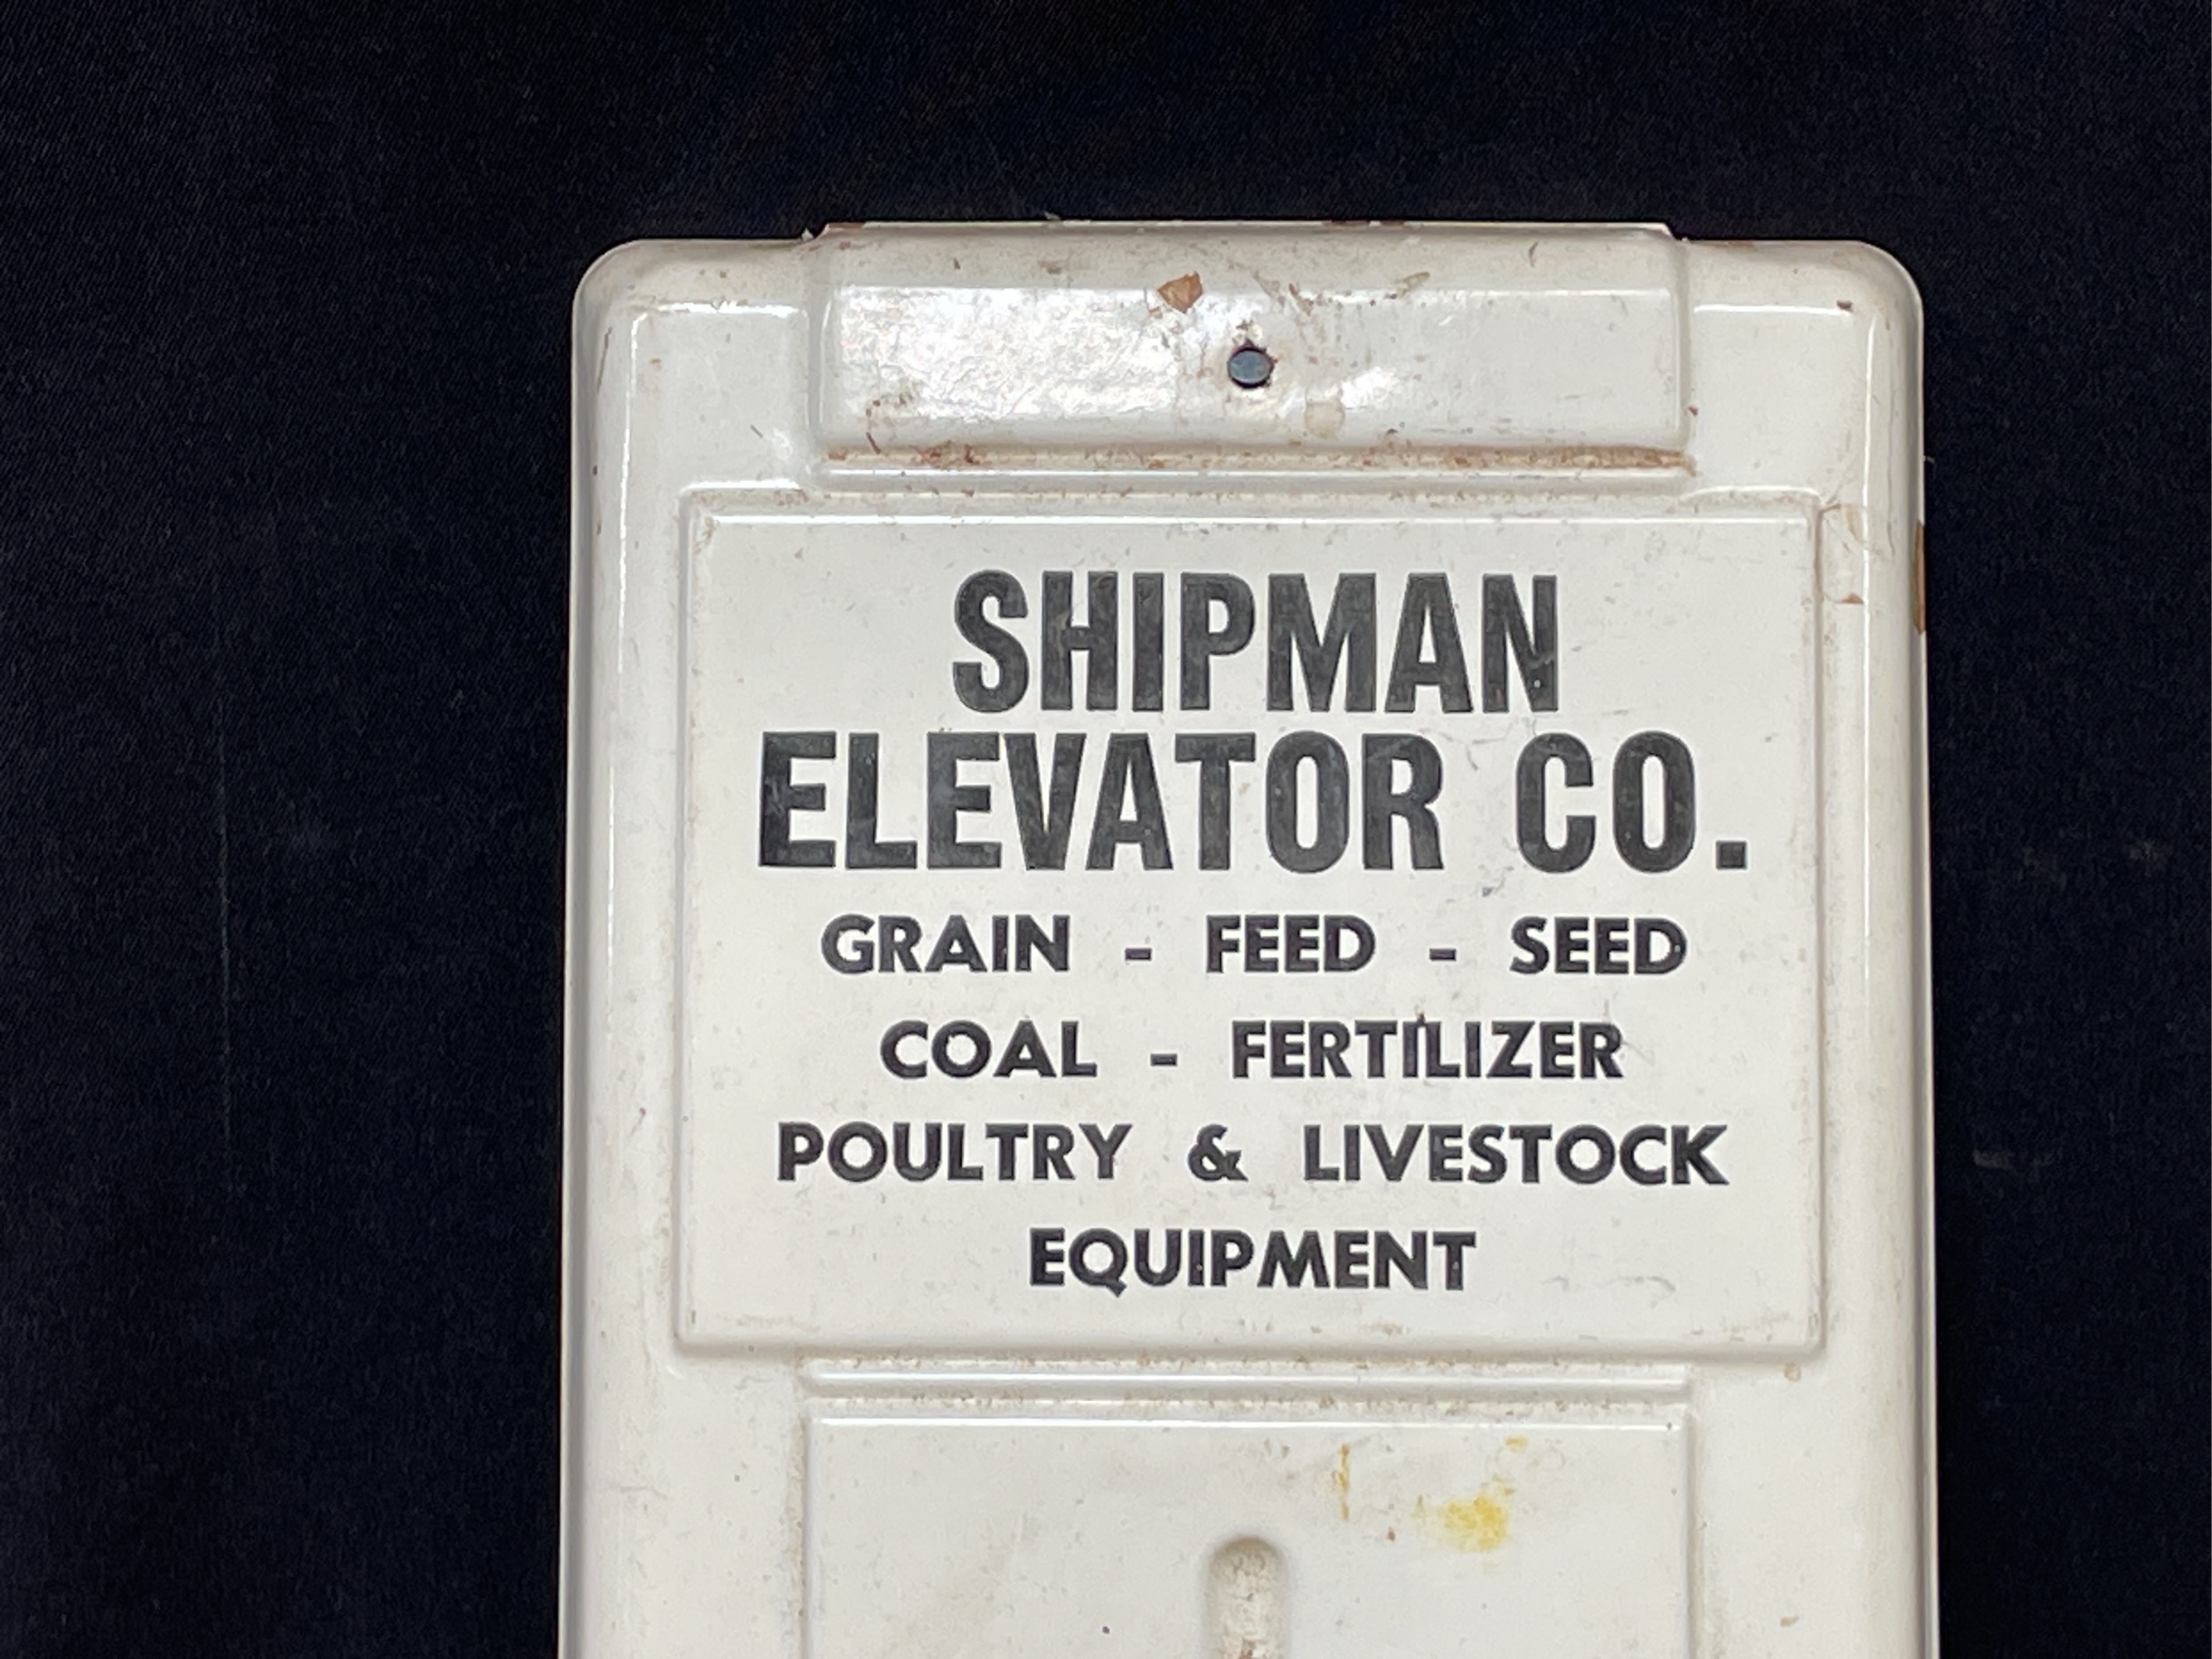 SHIPMAN
ELEVATOR CO.
GRAIN - FEED - SEED
COAL - FERTILIZER
POULTRY & LIVESTOCK
EQUIPMENT